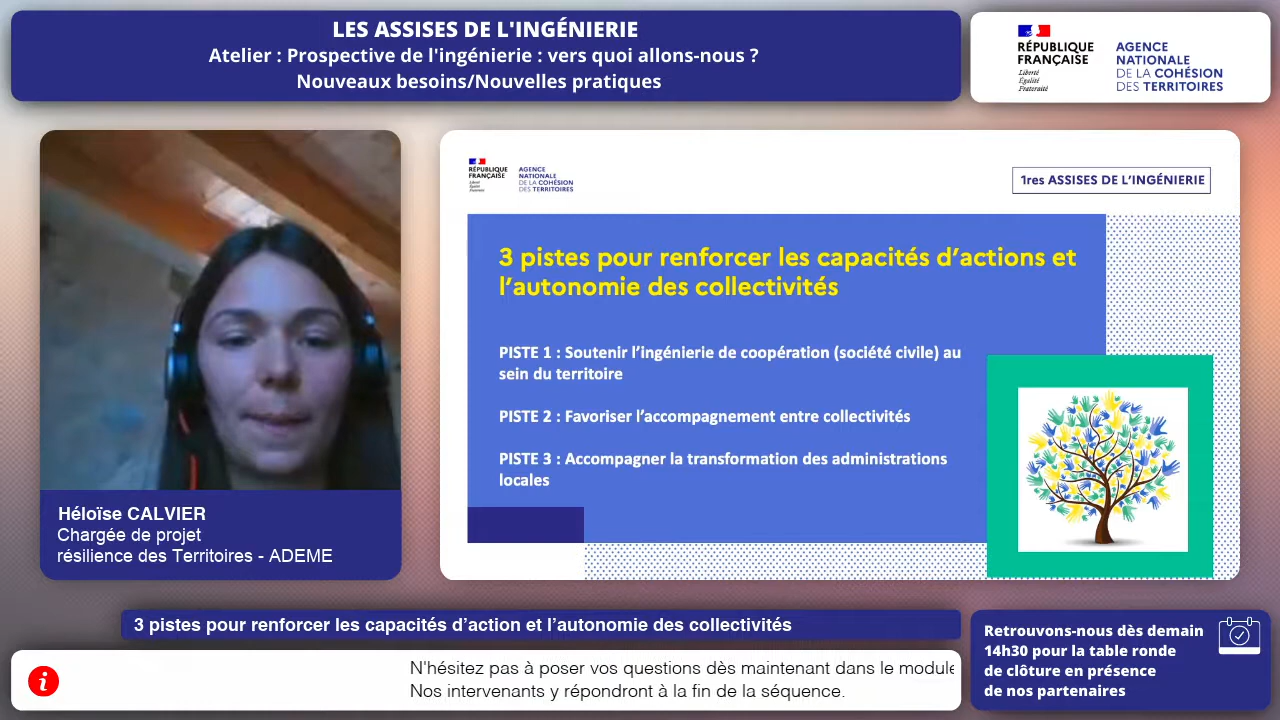 LES ASSISES DE L'INGÉNIERIE
Atelier : Prospective de l'ingénierie : vers quoi allons-nous ?
Nouveaux besoins/Nouvelles pratiques
RÉPUBLIQUE
FRANÇAISE
Liberté
Égalité
Fraternité
AGENCE
NATIONALE
DE LA COHÉSION
DES TERRITOIRES
RÉPUBLIQUE
FRANÇAISE
Liberté
Égalité
Fraternité
AGENCE
NATIONALE
DE LA COHÉSION
DES TERRITOIRES
1res ASSISES DE L'INGÉNIERIE
3 pistes pour renforcer les capacités d'actions et
l'autonomie des collectivités
PISTE 1 : Soutenir l'ingénierie de coopération (société civile) au
sein du territoire
PISTE 2 : Favoriser l'accompagnement entre collectivités
PISTE 3 : Accompagner la transformation des administrations
locales
Héloïse CALVIER
Chargée de projet
résilience des Territoires - ADEME
3 pistes pour renforcer les capacités d'action et l'autonomie des collectivités
N'hésitez pas à poser vos questions dès maintenant dans le module
Nos intervenants y répondront à la fin de la séquence.
Retrouvons-nous dès demain
14h30 pour la table ronde
de clôture en présence
de nos partenaires